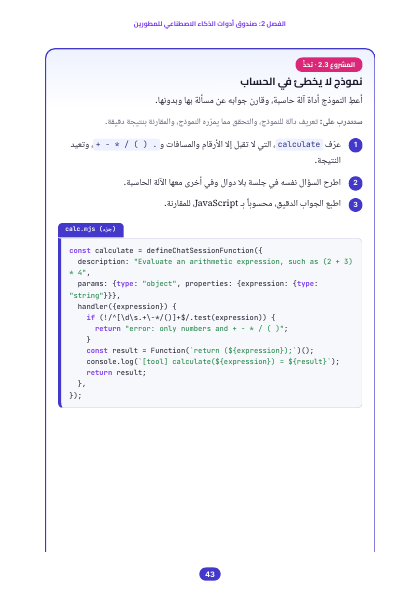 الفصل 2: صندوق أدوات الذكاء الاصطناعي للمطورين
المشروع 2.3 · تحدٍّ
نموذج لا يخطئ في الحساب
أعطِ النموذج أداة آلة حاسبة، وقارن جوابه عن مسألة بها وبدونها.
ستتدرب على: تعريف دالة للنموذج، والتحقق مما يمرّره النموذج، والمقارنة بنتيجة دقيقة.
1 عرّف calculate، التي لا تقبل إلا الأرقام والمسافات و . ( ) / * - +، وتعيد
النتيجة.
2 اطرح السؤال نفسه في جلسة بلا دوال وفي أخرى معها الآلة الحاسبة.
3 اطبع الجواب الدقيق، محسوباً بـ JavaScript، للمقارنة.
calc.mjs (جزء)
const calculate = defineChatSessionFunction({
description: "Evaluate an arithmetic expression, such as (2 + 3)
* 4",
params: {type: "object", properties: {expression: {type:
"string"}}},
handler({expression}) {
if (!/^[\d\s.+\-*/()]+$/.test(expression)) {
return "error: only numbers and + - * / ( )";
}
const result = Function(`return (${expression});`)();
console.log(`[tool] calculate(${expression}) = ${result}`);
return result;
},
});
43